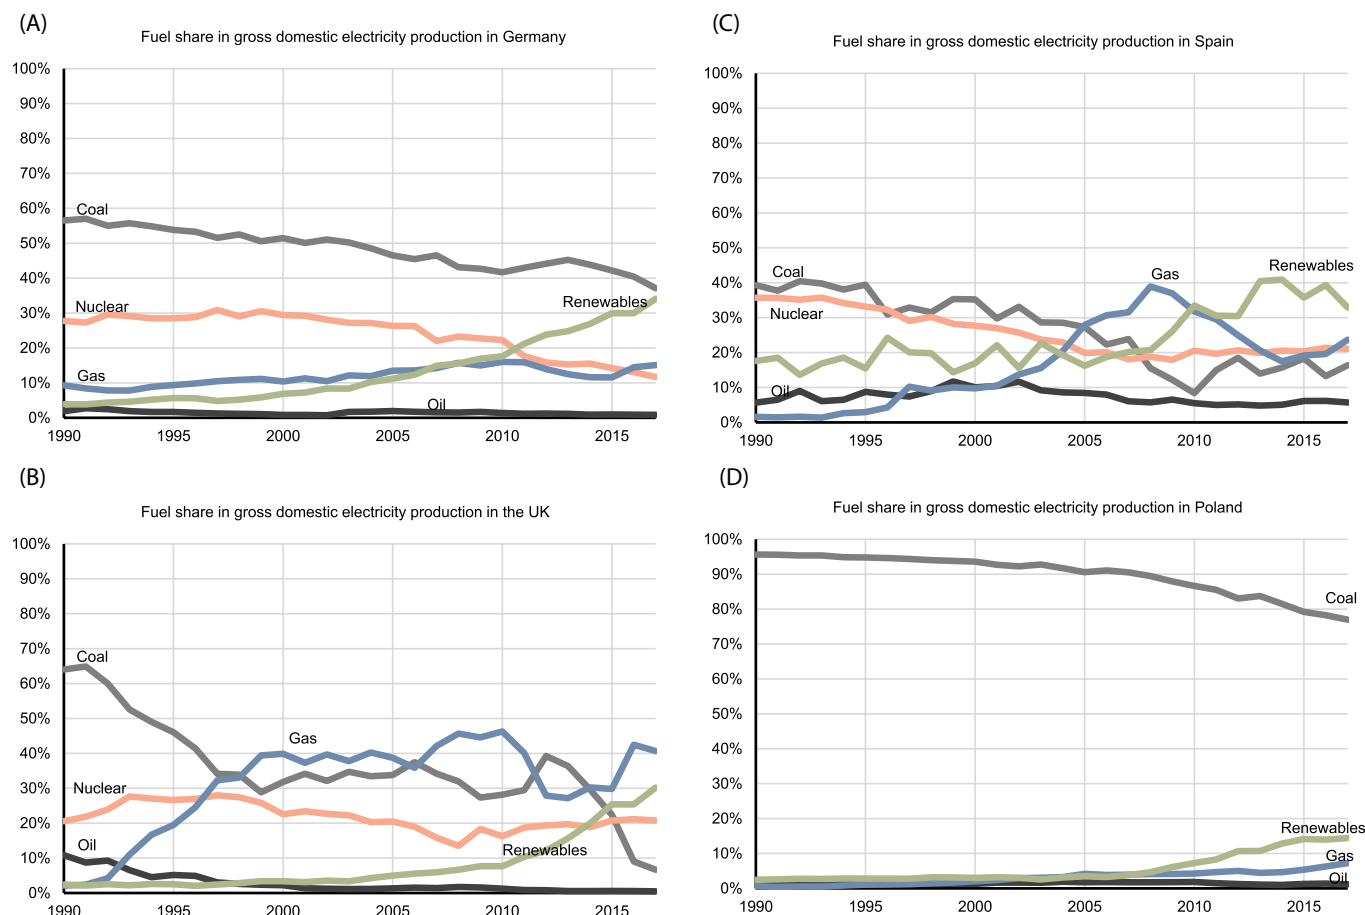 (A)
Fuel share in gross domestic electricity production in Germany
100%
90%
80%
70%
60%
50%
40%
30%
20%
10%
0%
Coal
Nuclear
Gas
Oil
Renewables
1990
1995
2000
2005
2010
2015
(C)
Fuel share in gross domestic electricity production in Spain
100%
90%
80%
70%
60%
50%
40%
30%
20%
10%
0%
Coal
Nuclear
Oil
Gas
Renewables
1990
1995
2000
2005
2010
2015
(B)
Fuel share in gross domestic electricity production in the UK
100%
90%
80%
70%
60%
50%
40%
30%
20%
10%
0%
Coal
Nuclear
Oil
Gas
Renewables
1990
1995
2000
2005
2010
2015
(D)
Fuel share in gross domestic electricity production in Poland
100%
90%
80%
70%
60%
50%
40%
30%
20%
10%
0%
Coal
Renewables
Gas
Oil
1990
1995
2000
2005
2010
2015